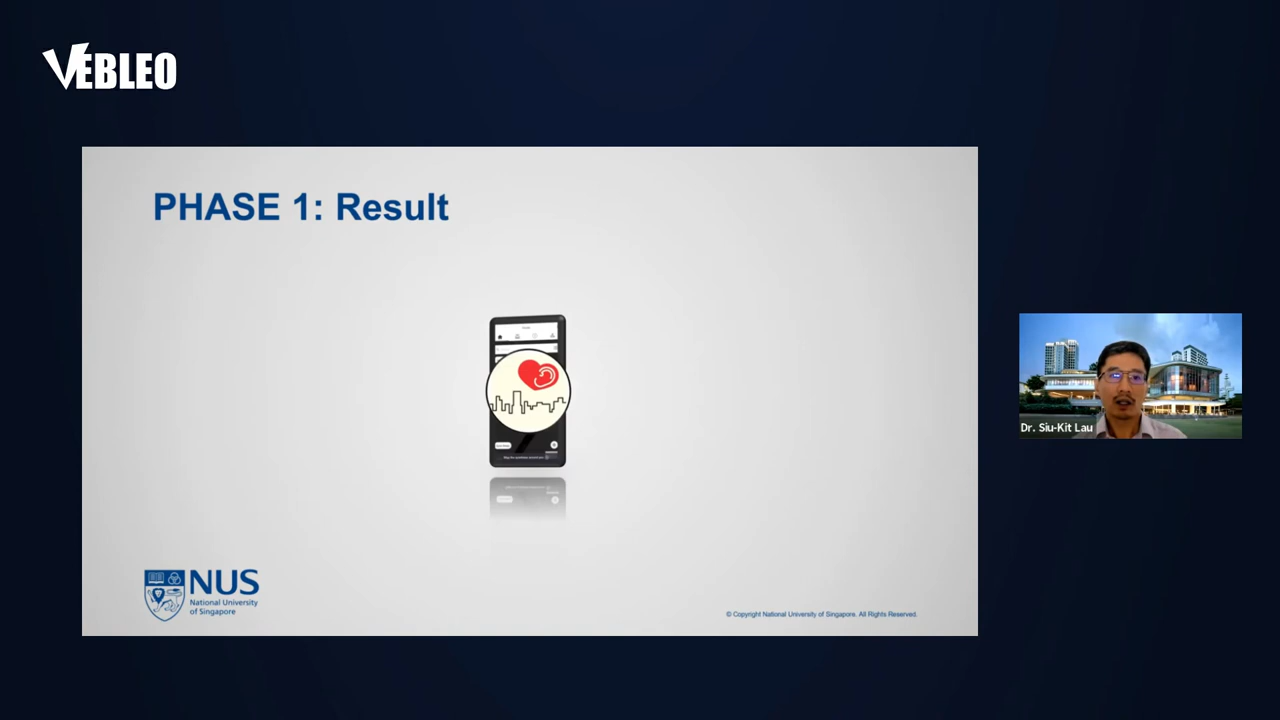 VEBLEO
PHASE 1: Result
Dr. Siu-Kit Lau
NUS
National University
of Singapore
© Copyright National University of Singapore. All Rights Reserved.